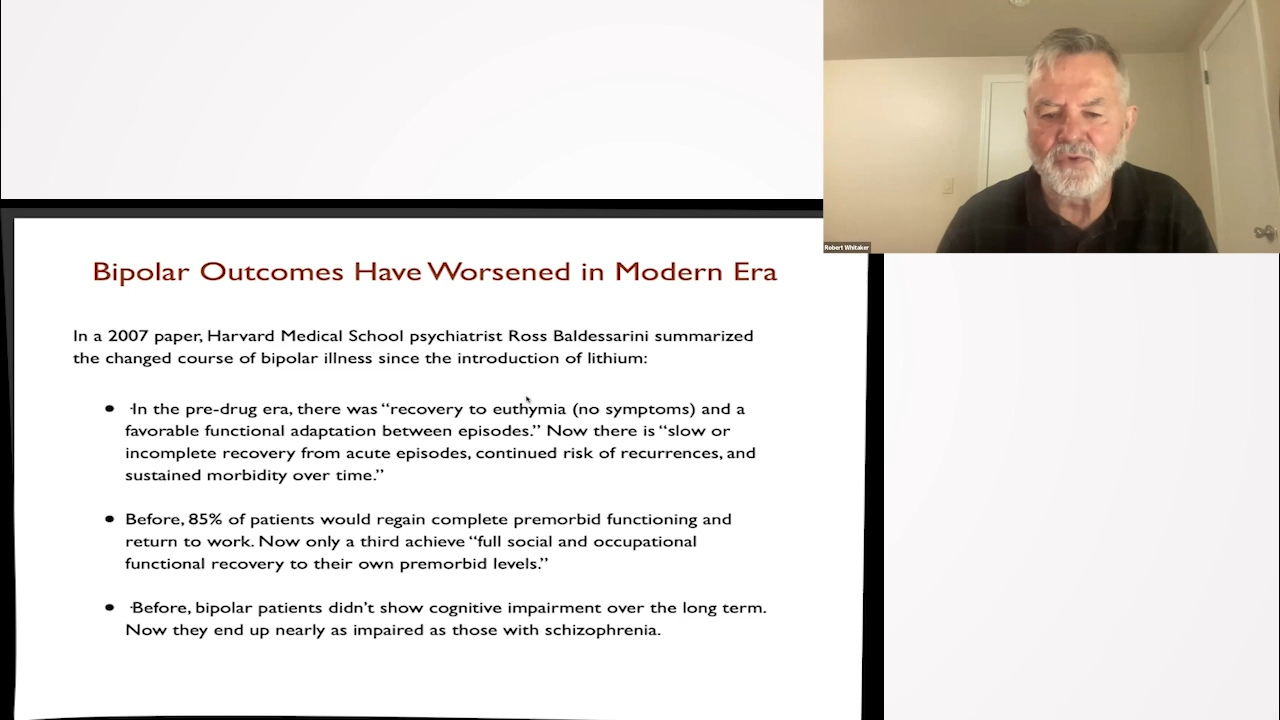 Robert Whitaker
Bipolar Outcomes Have Worsened in Modern Era
In a 2007 paper, Harvard Medical School psychiatrist Ross Baldessarini summarized
the changed course of bipolar illness since the introduction of lithium:
• ·In the pre-drug era, there was “recovery to euthymia (no symptoms) and a
favorable functional adaptation between episodes.” Now there is “slow or
incomplete recovery from acute episodes, continued risk of recurrences, and
sustained morbidity over time.”
• Before, 85% of patients would regain complete premorbid functioning and
return to work. Now only a third achieve “full social and occupational
functional recovery to their own premorbid levels.”
• ·Before, bipolar patients didn’t show cognitive impairment over the long term.
Now they end up nearly as impaired as those with schizophrenia.